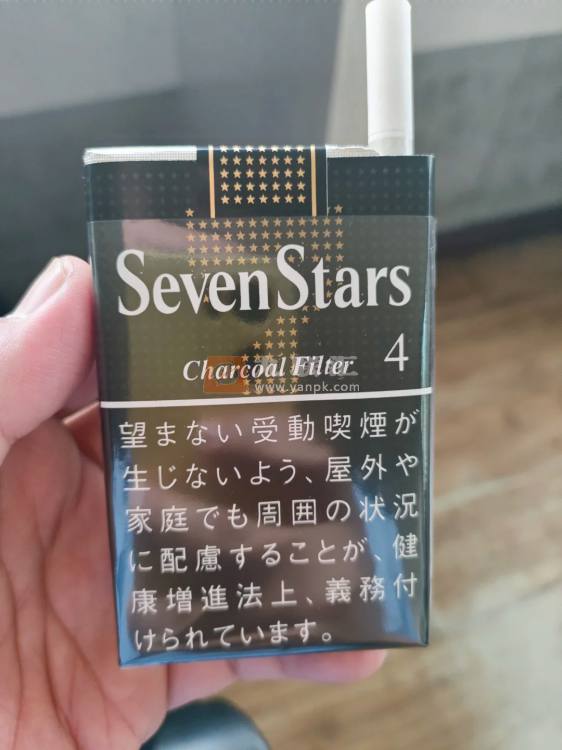 Seven Stars
Charcoal Filter 4
www.yanpk.com
望まない受動喫煙が
生じないよう、屋外や
家庭でも周囲の状況
に配慮することが、健
康増進法上、義務付
けられています。